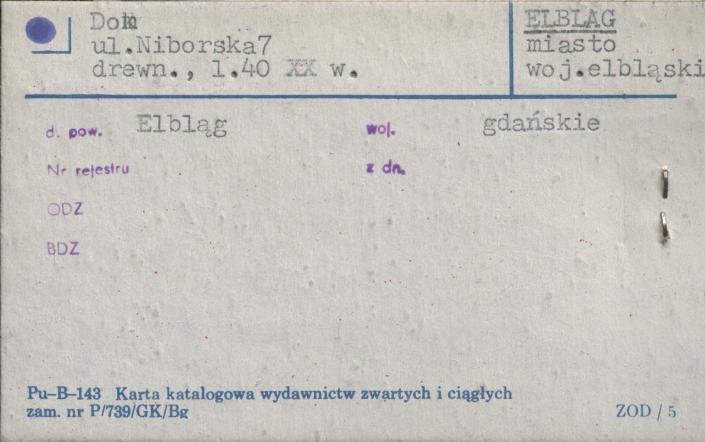 Dom
ul.Niborska7
drewn., l.40 XX w.
ELBLĄG
miasto
woj.elbląski
d. pow. Elbląg woj. gdańskie
Nr rejestru z dn.
ODZ
BDZ
Pu-B-143 Karta katalogowa wydawnictw zwartych i ciągłych
zam. nr P/739/GK/Bg
ZOD / 5